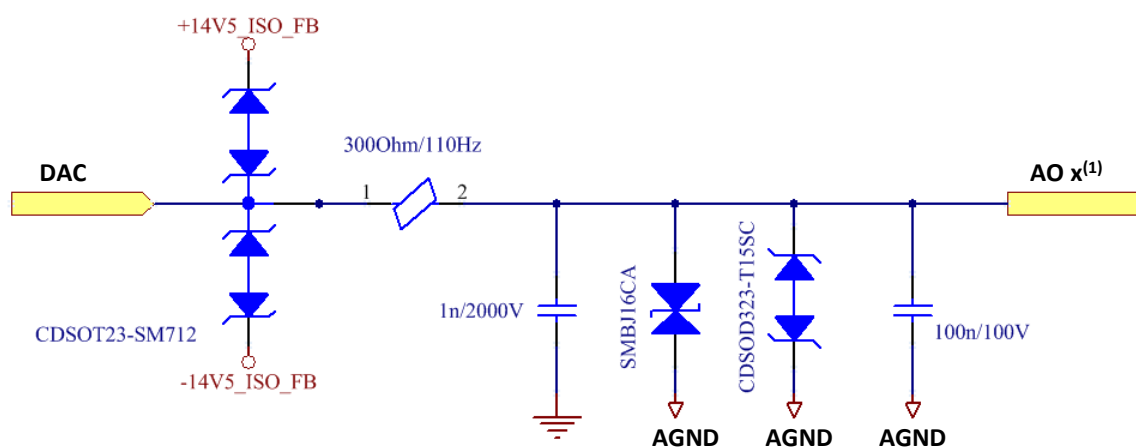 +14V5_ISO_FB
300Ohm/110Hz
DAC
1
2
AO x(1)
CDSOT23-SM712
1n/2000V
SMBJ16CA
CDSOD323-T15SC
100n/100V
-14V5_ISO_FB
AGND
AGND
AGND